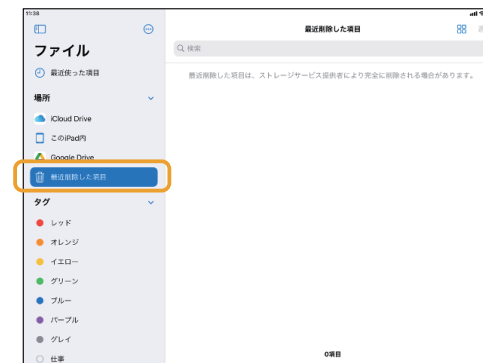 11:38
ファイル
最近使った項目
場所
iCloud Drive
このiPad内
Google Drive
最近削除した項目
タグ
レッド
オレンジ
イエロー
グリーン
ブルー
パープル
グレイ
仕事
最近削除した項目
検索
最近削除した項目は、ストレージサービス提供者により完全に削除される場合があります。
0項目